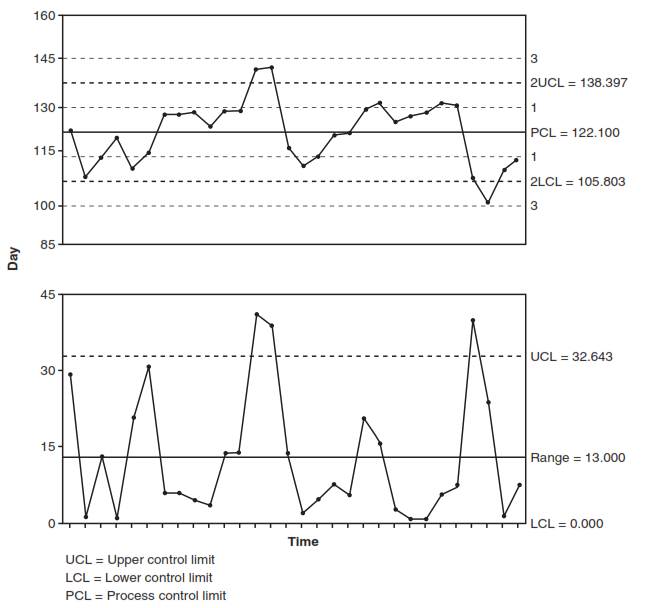 160
145
130
115
100
85
3
2UCL = 138.397
1
PCL = 122.100
1
2LCL = 105.803
3
Day
45
30
15
0
UCL = 32.643
Range = 13.000
LCL = 0.000
Time
UCL = Upper control limit
LCL = Lower control limit
PCL = Process control limit